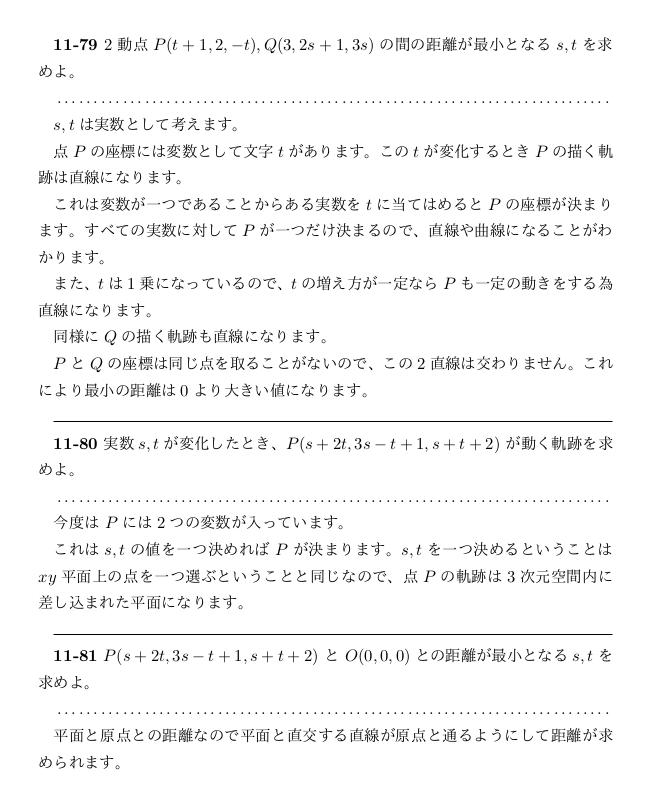 11-79 2 動点 P(t + 1, 2, −t), Q(3, 2s + 1, 3s) の間の距離が最小となる s, t を求
めよ。
s, t は実数として考えます。
点 P の座標には変数として文字 t があります。この t が変化するとき P の描く軌
跡は直線になります。
これは変数が一つであることからある実数を t に当てはめると P の座標が決まり
ます。すべての実数に対して P が一つだけ決まるので、直線や曲線になることがわ
かります。
また、t は 1 乗になっているので、t の増え方が一定なら P も一定の動きをする為
直線になります。
同様に Q の描く軌跡も直線になります。
P と Q の座標は同じ点を取ることがないので、この 2 直線は交わりません。これ
により最小の距離は 0 より大きい値になります。
11-80 実数 s, t が変化したとき、P(s + 2t, 3s − t + 1, s + t + 2) が動く軌跡を求
めよ。
今度は P には 2 つの変数が入っています。
これは s, t の値を一つ決めれば P が決まります。s, t を一つ決めるということは
xy 平面上の点を一つ選ぶということと同じなので、点 P の軌跡は 3 次元空間内に
差し込まれた平面になります。
11-81 P(s + 2t, 3s − t + 1, s + t + 2) と O(0, 0, 0) との距離が最小となる s, t を
求めよ。
平面と原点との距離なので平面と直交する直線が原点と通るようにして距離が求
められます。